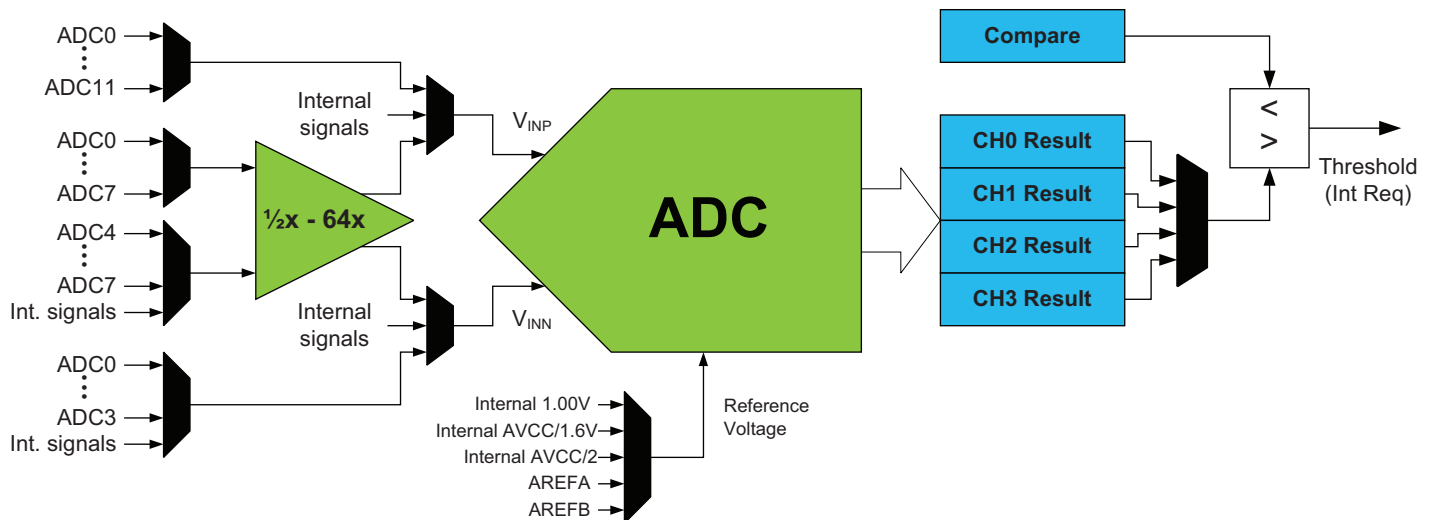 ADC0
ADC11
Internal
signals
ADC0
ADC7
ADC4
ADC7
Int. signals
½x - 64x
Internal
signals
ADC0
ADC3
Int. signals
VINP
VINN
ADC
Internal 1.00V
Internal AVCC/1.6V
Internal AVCC/2
AREFA
AREFB
Reference
Voltage
Compare
CH0 Result
CH1 Result
CH2 Result
CH3 Result
<
>
Threshold
(Int Req)